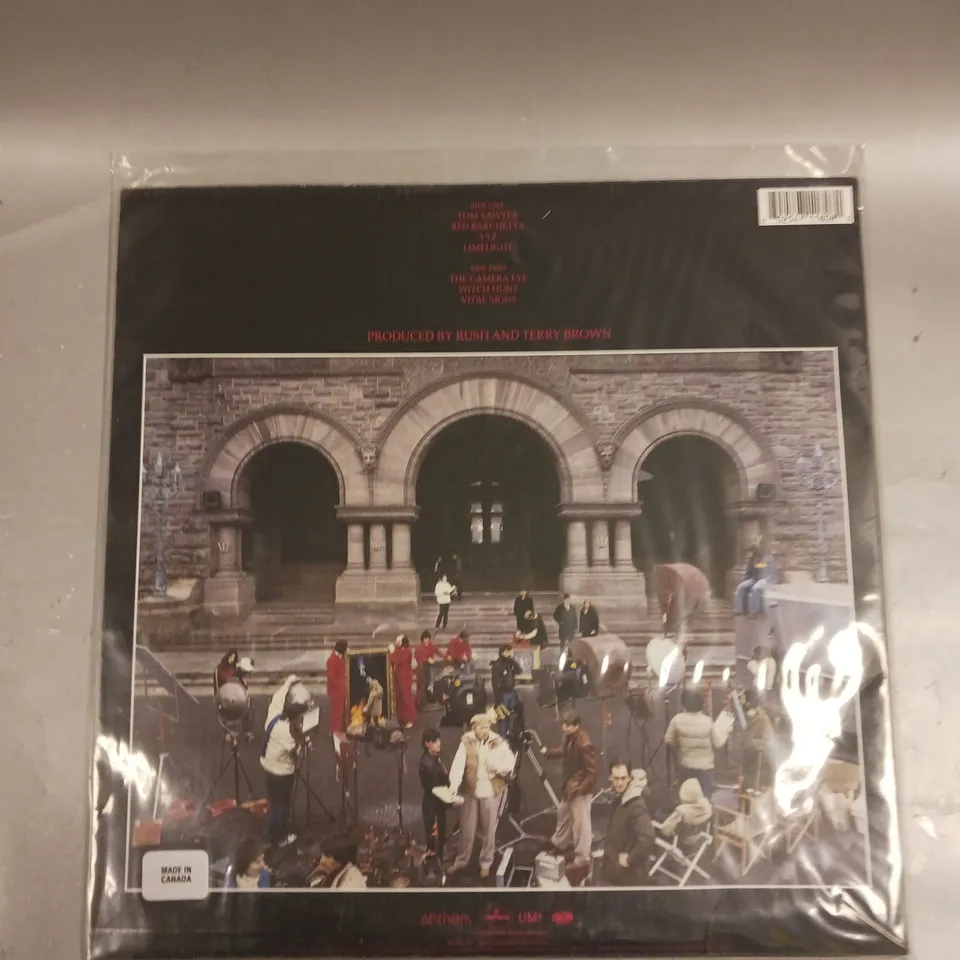 SIDE ONE
TOM SAWYER
RED BARCHETTA
YYZ
LIMELIGHT
SIDE TWO
THE CAMERA EYE
WITCH HUNT
VITAL SIGNS
PRODUCED BY RUSH AND TERRY BROWN
MADE IN
CANADA
anthem UMe